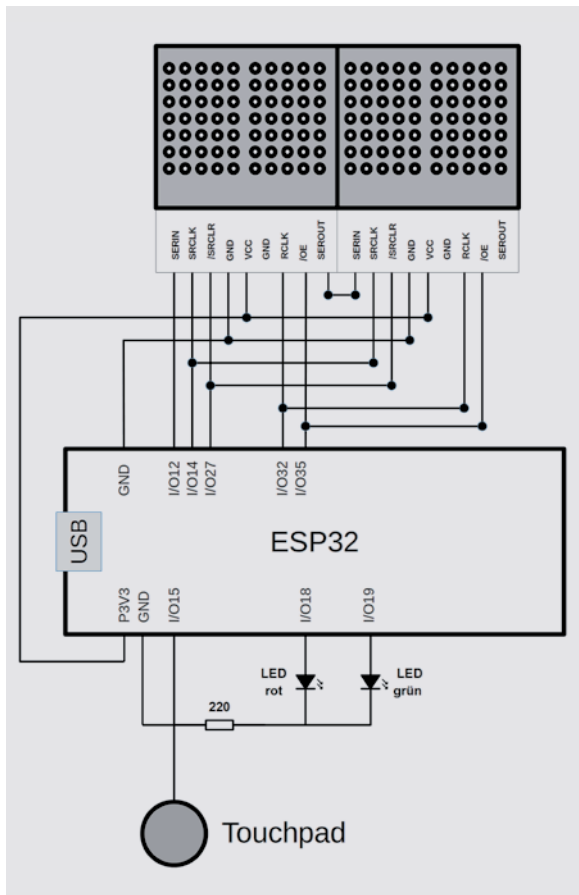 SERIN SRCLK /SRCLR GND VCC GND RCLK /OE SEROUT SERIN SRCLK /SRCLR GND VCC GND RCLK /OE SEROUT
GND I/O12 I/O14 I/O27 I/O32 I/O35
USB
ESP32
P3V3 GND I/O15 I/O18 I/O19
LED
rot
LED
grün
220
Touchpad